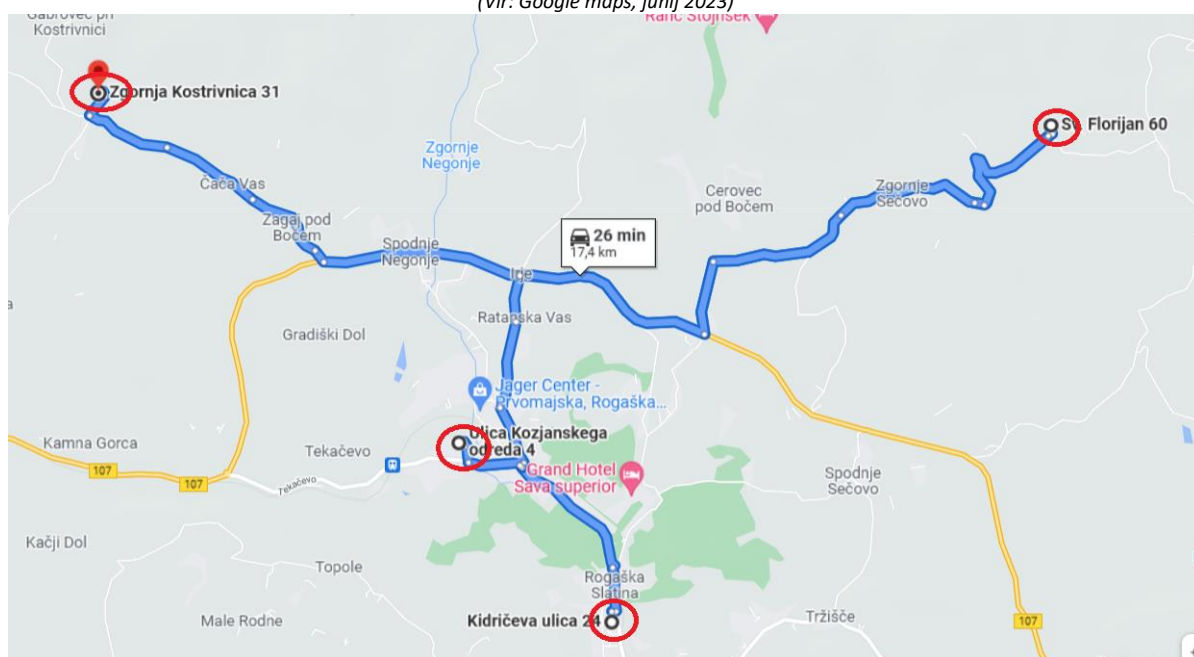 (Vir: Google maps, junij 2023)
Ranč Stojnšek
Gabrovec pri
Kostrivnici
Zgornja Kostrivnica 31
Sv. Florijan 60
Zgornje
Negonje
Čača Vas
Cerovec
pod Bočem
Zgornje
Sečovo
Zagaj pod
Bočem
Spodnje
Negonje
26 min
17,4 km
Irje
Ratanska Vas
Gradiški Dol
Jager Center -
Prvomajska, Rogaška...
Ulica Kozjanskega
odreda 4
Kamna Gorca
Tekačevo
107
107
Tekačevo
Grand Hotel
Sava superior
Spodnje
Sečovo
Kačji Dol
Topole
Rogaška
Slatina
Male Rodne
Kidričeva ulica 24
Tržišče
107